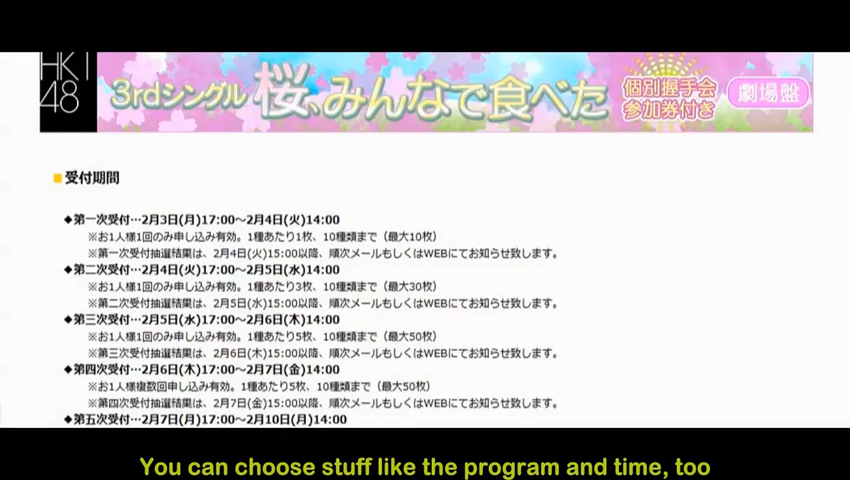 HKT
48
3rdシングル 桜、みんなで食べた
個別握手会
参加券付き
劇場盤
■受付期間
◆第一次受付…2月3日(月)17:00～2月4日(火)14:00
※お1人様1回のみ申し込み有効。1種あたり1枚、10種類まで（最大10枚）
※第一次受付抽選結果は、2月4日(火)15:00以降、順次メールもしくはWEBにてお知らせ致します。
◆第二次受付…2月4日(火)17:00～2月5日(水)14:00
※お1人様1回のみ申し込み有効。1種あたり3枚、10種類まで（最大30枚）
※第二次受付抽選結果は、2月5日(水)15:00以降、順次メールもしくはWEBにてお知らせ致します。
◆第三次受付…2月5日(水)17:00～2月6日(木)14:00
※お1人様1回のみ申し込み有効。1種あたり5枚、10種類まで（最大50枚）
※第三次受付抽選結果は、2月6日(木)15:00以降、順次メールもしくはWEBにてお知らせ致します。
◆第四次受付…2月6日(木)17:00～2月7日(金)14:00
※お1人様複数回申し込み有効。1種あたり5枚、10種類まで（最大50枚）
※第四次受付抽選結果は、2月7日(金)15:00以降、順次メールもしくはWEBにてお知らせ致します。
◆第五次受付…2月7日(月)17:00～2月10日(月)14:00
You can choose stuff like the program and time, too